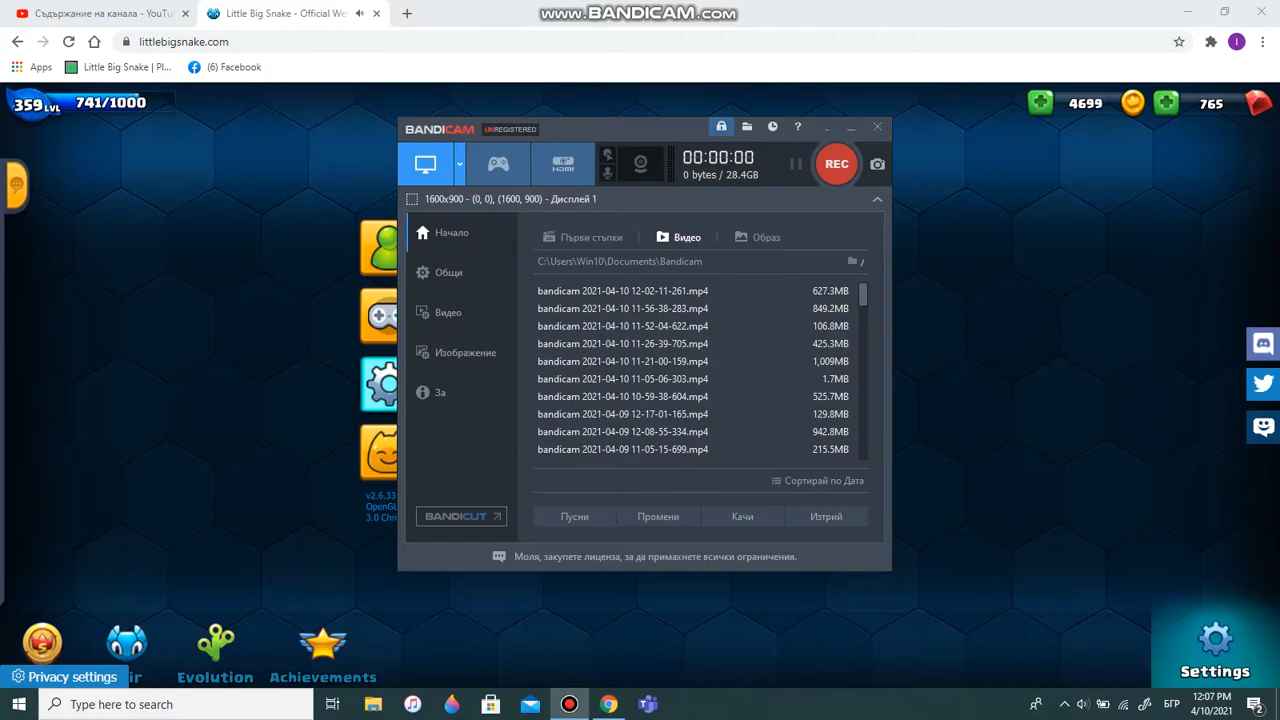 Съдържание на канала - YouTu
Little Big Snake - Official We
www.BANDICAM.com
littlebigsnake.com
Apps
Little Big Snake | Pl...
(6) Facebook
359 LVL
741/1000
4699
765
BANDICAM
UNREGISTERED
HDMI
00:00:00
0 bytes / 28.4GB
REC
1600x900 - (0, 0), (1600, 900) - Дисплей 1
Начало
Общи
Видео
Изображение
За
Първи стъпки
Видео
Образ
C:\Users\Win10\Documents\Bandicam
/
bandicam 2021-04-10 12-02-11-261.mp4 627.3MB
bandicam 2021-04-10 11-56-38-283.mp4 849.2MB
bandicam 2021-04-10 11-52-04-622.mp4 106.8MB
bandicam 2021-04-10 11-26-39-705.mp4 425.3MB
bandicam 2021-04-10 11-21-00-159.mp4 1,009MB
bandicam 2021-04-10 11-05-06-303.mp4 1.7MB
bandicam 2021-04-10 10-59-38-604.mp4 525.7MB
bandicam 2021-04-09 12-17-01-165.mp4 129.8MB
bandicam 2021-04-09 12-08-55-334.mp4 942.8MB
bandicam 2021-04-09 11-05-15-699.mp4 215.5MB
Сортирай по Дата
BANDICUT
Пусни
Промени
Качи
Изтрий
Моля, закупете лиценза, за да примахнете всички ограничения.
v2.6.33
OpenGL
3.0 Chr
Privacy settings
ir
Evolution
Achievements
Settings
Type here to search
БГР
12:07 PM
4/10/2021
2